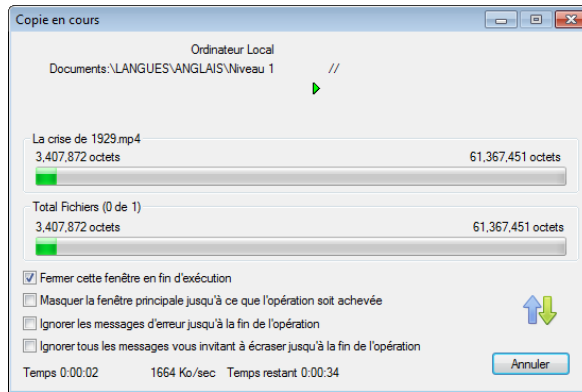 Copie en cours
Ordinateur Local
Documents:\LANGUES\ANGLAIS\Niveau 1 //
La crise de 1929.mp4
3,407,872 octets 61,367,451 octets
Total Fichiers (0 de 1)
3,407,872 octets 61,367,451 octets
Fermer cette fenêtre en fin d'exécution
Masquer la fenêtre principale jusqu'à ce que l'opération soit achevée
Ignorer les messages d'erreur jusqu'à la fin de l'opération
Ignorer tous les messages vous invitant à écraser jusqu'à la fin de l'opération
Temps 0:00:02 1664 Ko/sec Temps restant 0:00:34
Annuler